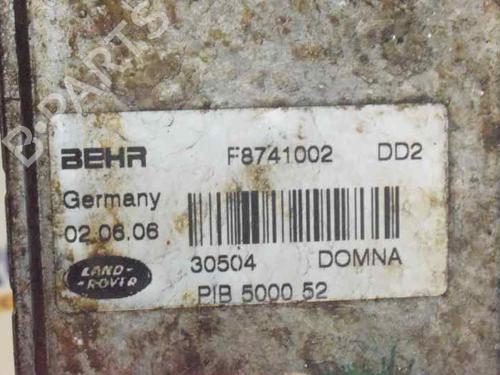 B-PARTS
BEHR F8741002 DD2
Germany
02.06.06
30504 DOMNA
LAND-
-ROVER
PIB 5000 52